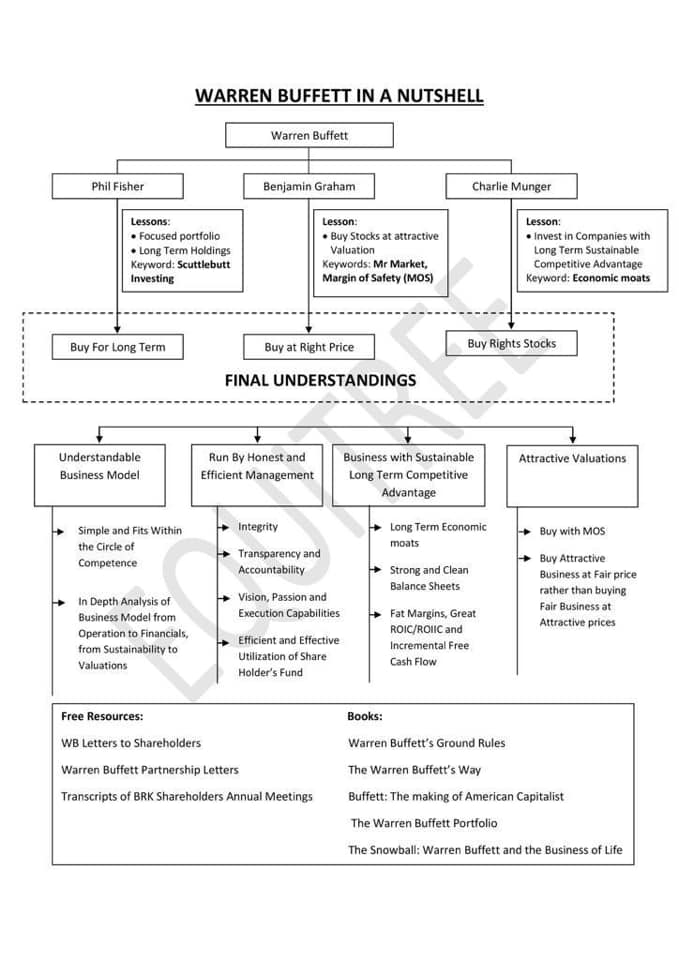 WARREN BUFFETT IN A NUTSHELL
Warren Buffett
Phil Fisher
Benjamin Graham
Charlie Munger
Lessons:
• Focused portfolio
• Long Term Holdings
Keyword: Scuttlebutt
Investing
Lesson:
• Buy Stocks at attractive
Valuation
Keywords: Mr Market,
Margin of Safety (MOS)
Lesson:
• Invest in Companies with
Long Term Sustainable
Competitive Advantage
Keyword: Economic moats
Buy For Long Term
Buy at Right Price
Buy Rights Stocks
FINAL UNDERSTANDINGS
Understandable
Business Model
Run By Honest and
Efficient Management
Business with Sustainable
Long Term Competitive
Advantage
Attractive Valuations
Simple and Fits Within
the Circle of
Competence
In Depth Analysis of
Business Model from
Operation to Financials,
from Sustainability to
Valuations
Integrity
Transparency and
Accountability
Vision, Passion and
Execution Capabilities
Efficient and Effective
Utilization of Share
Holder's Fund
Long Term Economic
moats
Strong and Clean
Balance Sheets
Fat Margins, Great
ROIC/ROIIC and
Incremental Free
Cash Flow
Buy with MOS
Buy Attractive
Business at Fair price
rather than buying
Fair Business at
Attractive prices
EQUITREE
Free Resources:
WB Letters to Shareholders
Warren Buffett Partnership Letters
Transcripts of BRK Shareholders Annual Meetings
Books:
Warren Buffett's Ground Rules
The Warren Buffett's Way
Buffett: The making of American Capitalist
The Warren Buffett Portfolio
The Snowball: Warren Buffett and the Business of Life